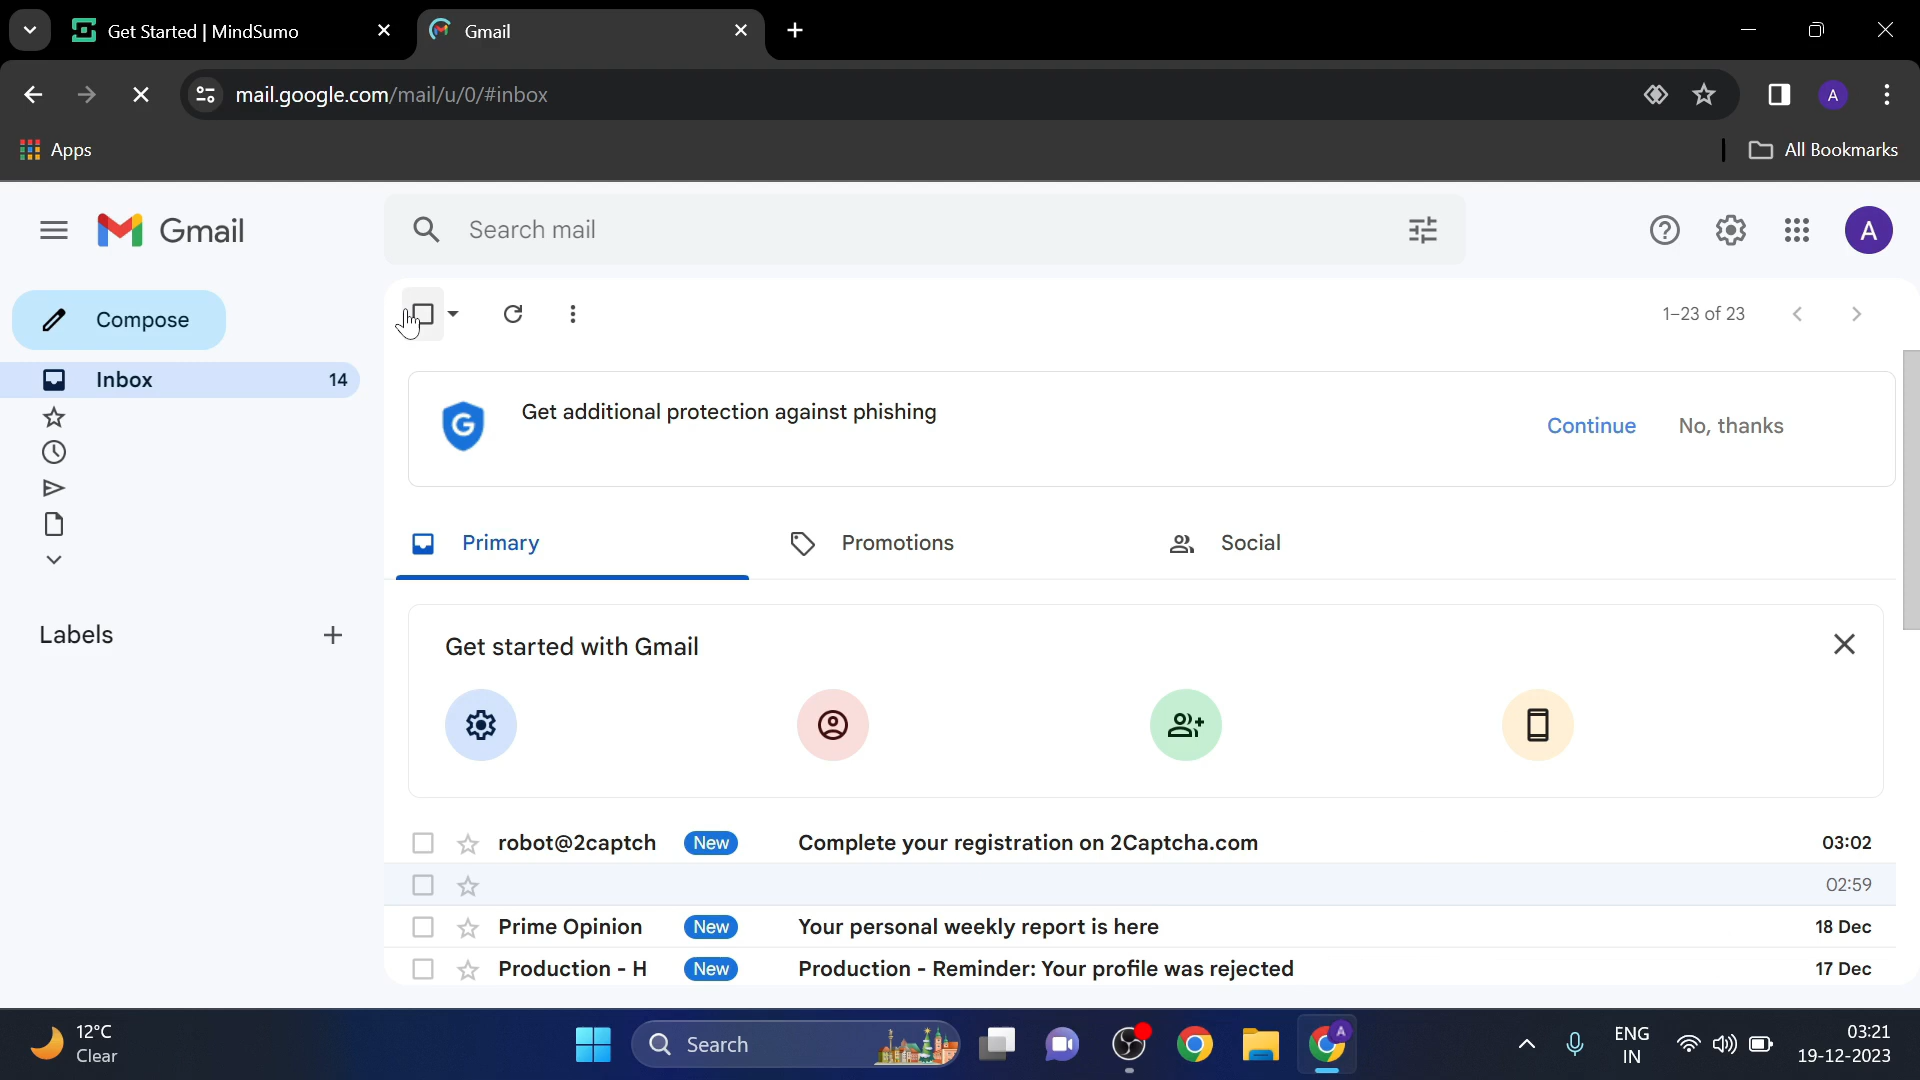 Get Started | MindSumo
Gmail
mail.google.com/mail/u/0/#inbox
A
Apps
All Bookmarks
Gmail
Search mail
A
Compose
1–23 of 23
Inbox 14
Get additional protection against phishing
Continue
No, thanks
Primary
Promotions
Social
Labels
Get started with Gmail
robot@2captch New Complete your registration on 2Captcha.com 03:02
02:59
Prime Opinion New Your personal weekly report is here 18 Dec
Production - H New Production - Reminder: Your profile was rejected 17 Dec
12°C
Clear
Search
A
ENG
IN
03:21
19-12-2023